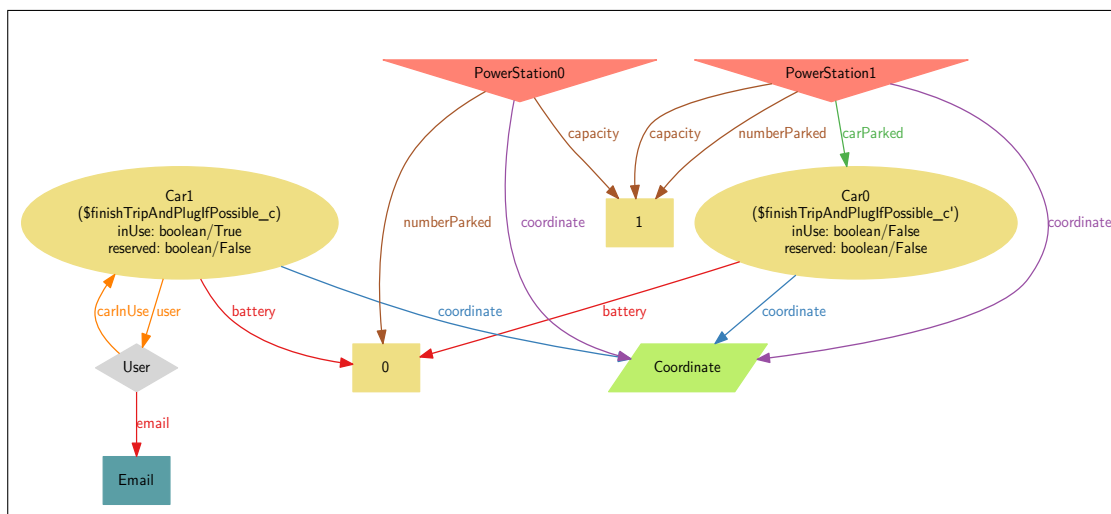 PowerStation0
PowerStation1
capacity
capacity
numberParked
carParked
Car1
($finishTripAndPlugIfPossible_c)
inUse: boolean/True
reserved: boolean/False
numberParked
coordinate
1
Car0
($finishTripAndPlugIfPossible_c')
inUse: boolean/False
reserved: boolean/False
coordinate
carInUse
user
battery
coordinate
battery
coordinate
User
0
Coordinate
email
Email